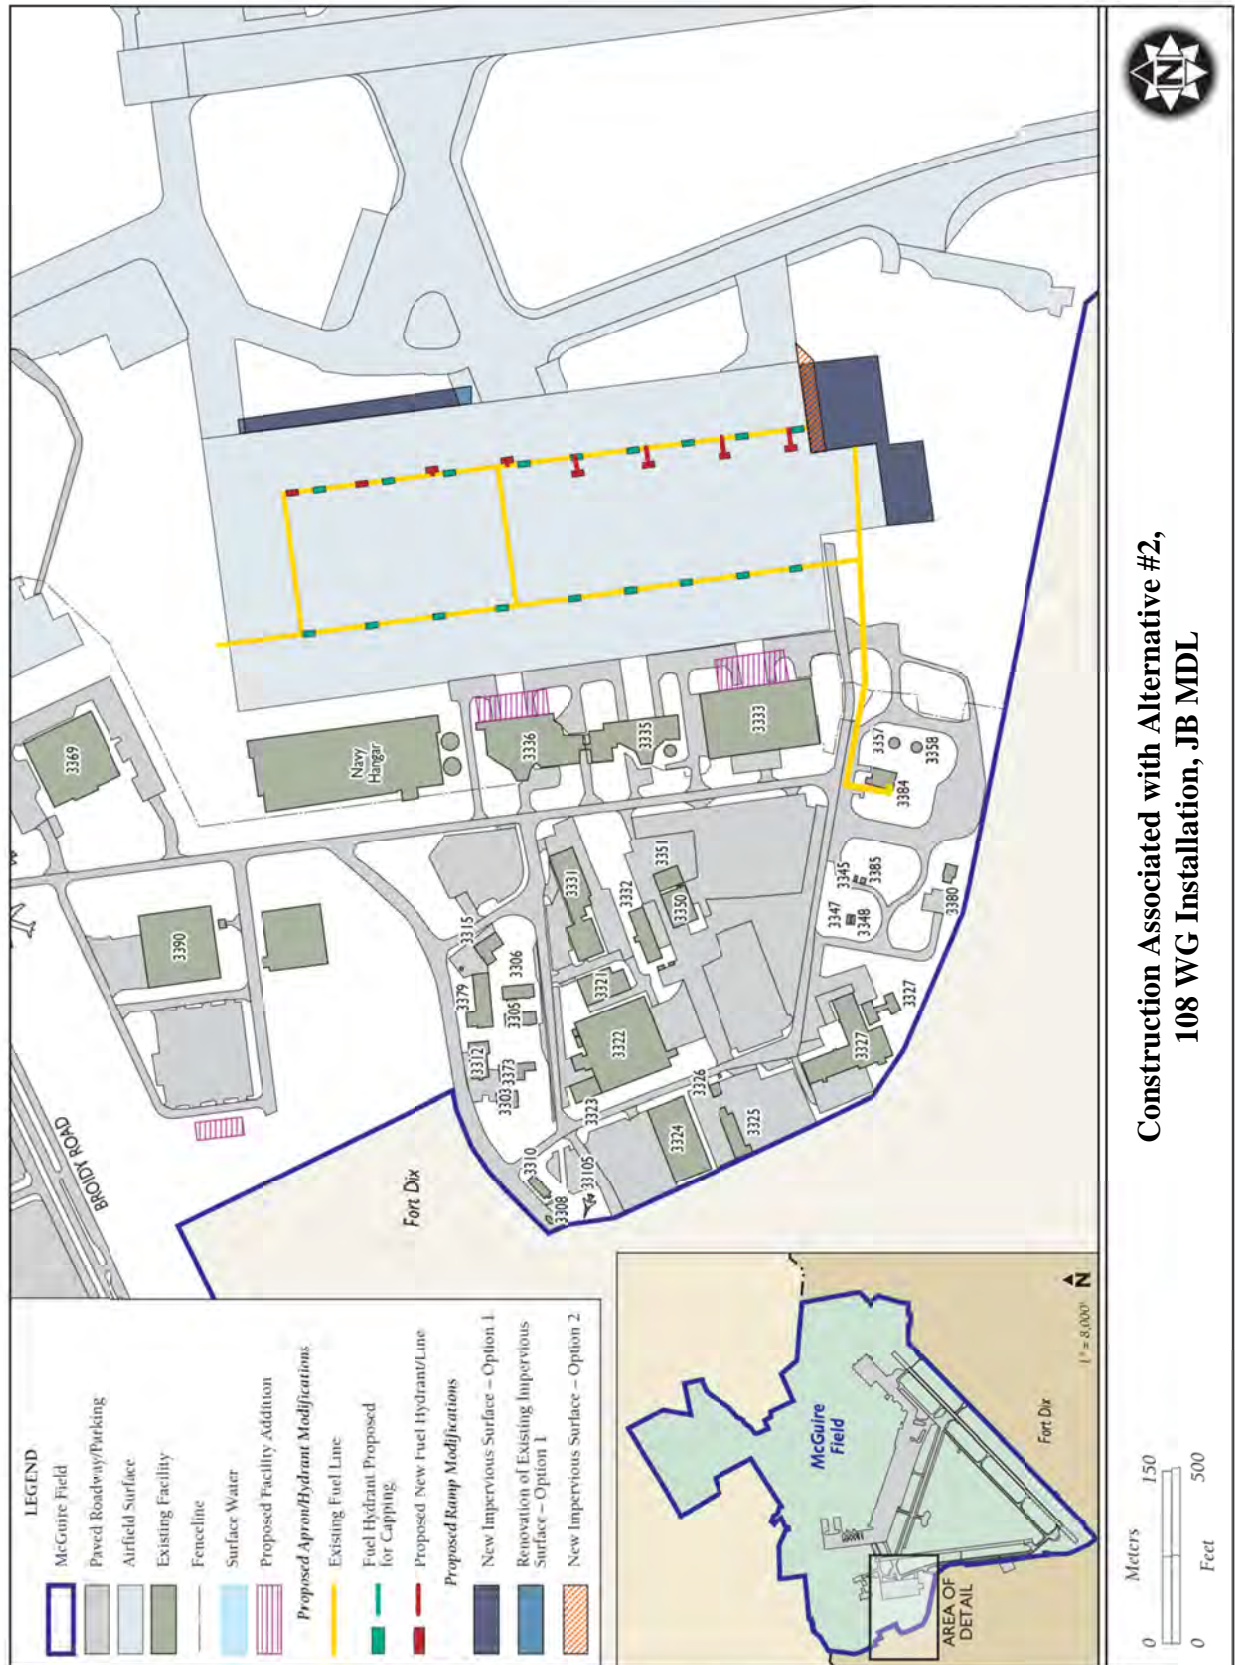 LEGEND
McGuire Field
Paved Roadway/Parking
Airfield Surface
Existing Facility
Fenceline
Surface Water
Proposed Facility Addition
Proposed Apron/Hydrant Modifications
Existing Fuel Line
Fuel Hydrant Proposed
for Capping
Proposed New Fuel Hydrant/Line
Proposed Ramp Modifications
New Impervious Surface – Option 1
Renovation of Existing Impervious
Surface – Option 1
New Impervious Surface – Option 2
BROIDY ROAD
Fort Dix
3369
3390
Navy
Hangar
3336
3335
3333
3357
3358
3384
3315
3379
3306
3305
3312
3373
3303
3331
3332
3351
3350
3321
3322
3323
3326
3324
3325
3310
33105
3308
3345
3385
3347
3348
3380
3327
3327
McGuire
Field
Fort Dix
AREA OF
DETAIL
1" = 8,000'
N
N
0 Meters 150
0 Feet 500
Construction Associated with Alternative #2,
108 WG Installation, JB MDL